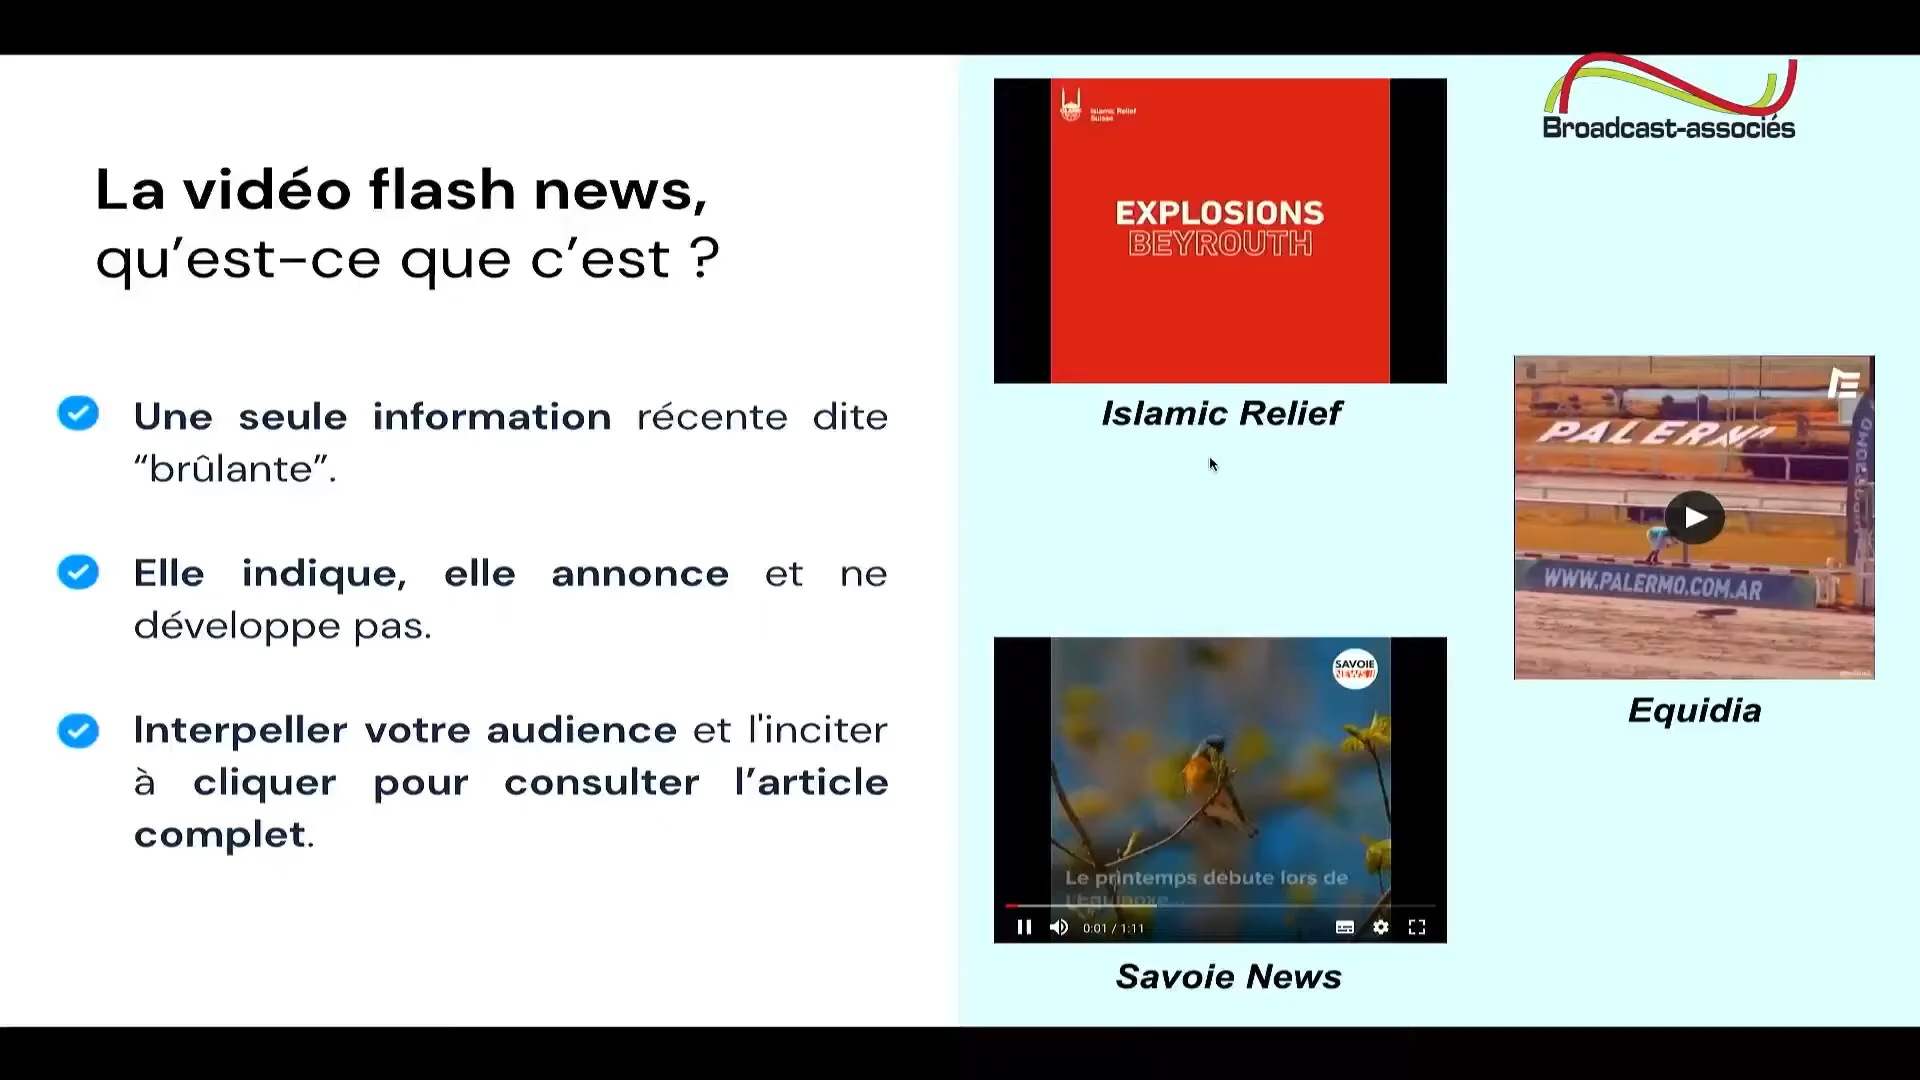 La vidéo flash news,
qu’est-ce que c’est ?
Une seule information récente dite
“brûlante”.
Elle indique, elle annonce et ne
développe pas.
Interpeller votre audience et l'inciter
à cliquer pour consulter l’article
complet.
Islamic Relief
Suisse
EXPLOSIONS
BEYROUTH
Islamic Relief
Broadcast-associés
PALERMO
WWW.PALERMO.COM.AR
Equidia
SAVOIE
NEWS //
Le printemps débute lors de
l'équinoxe...
0:01 / 1:11
Savoie News